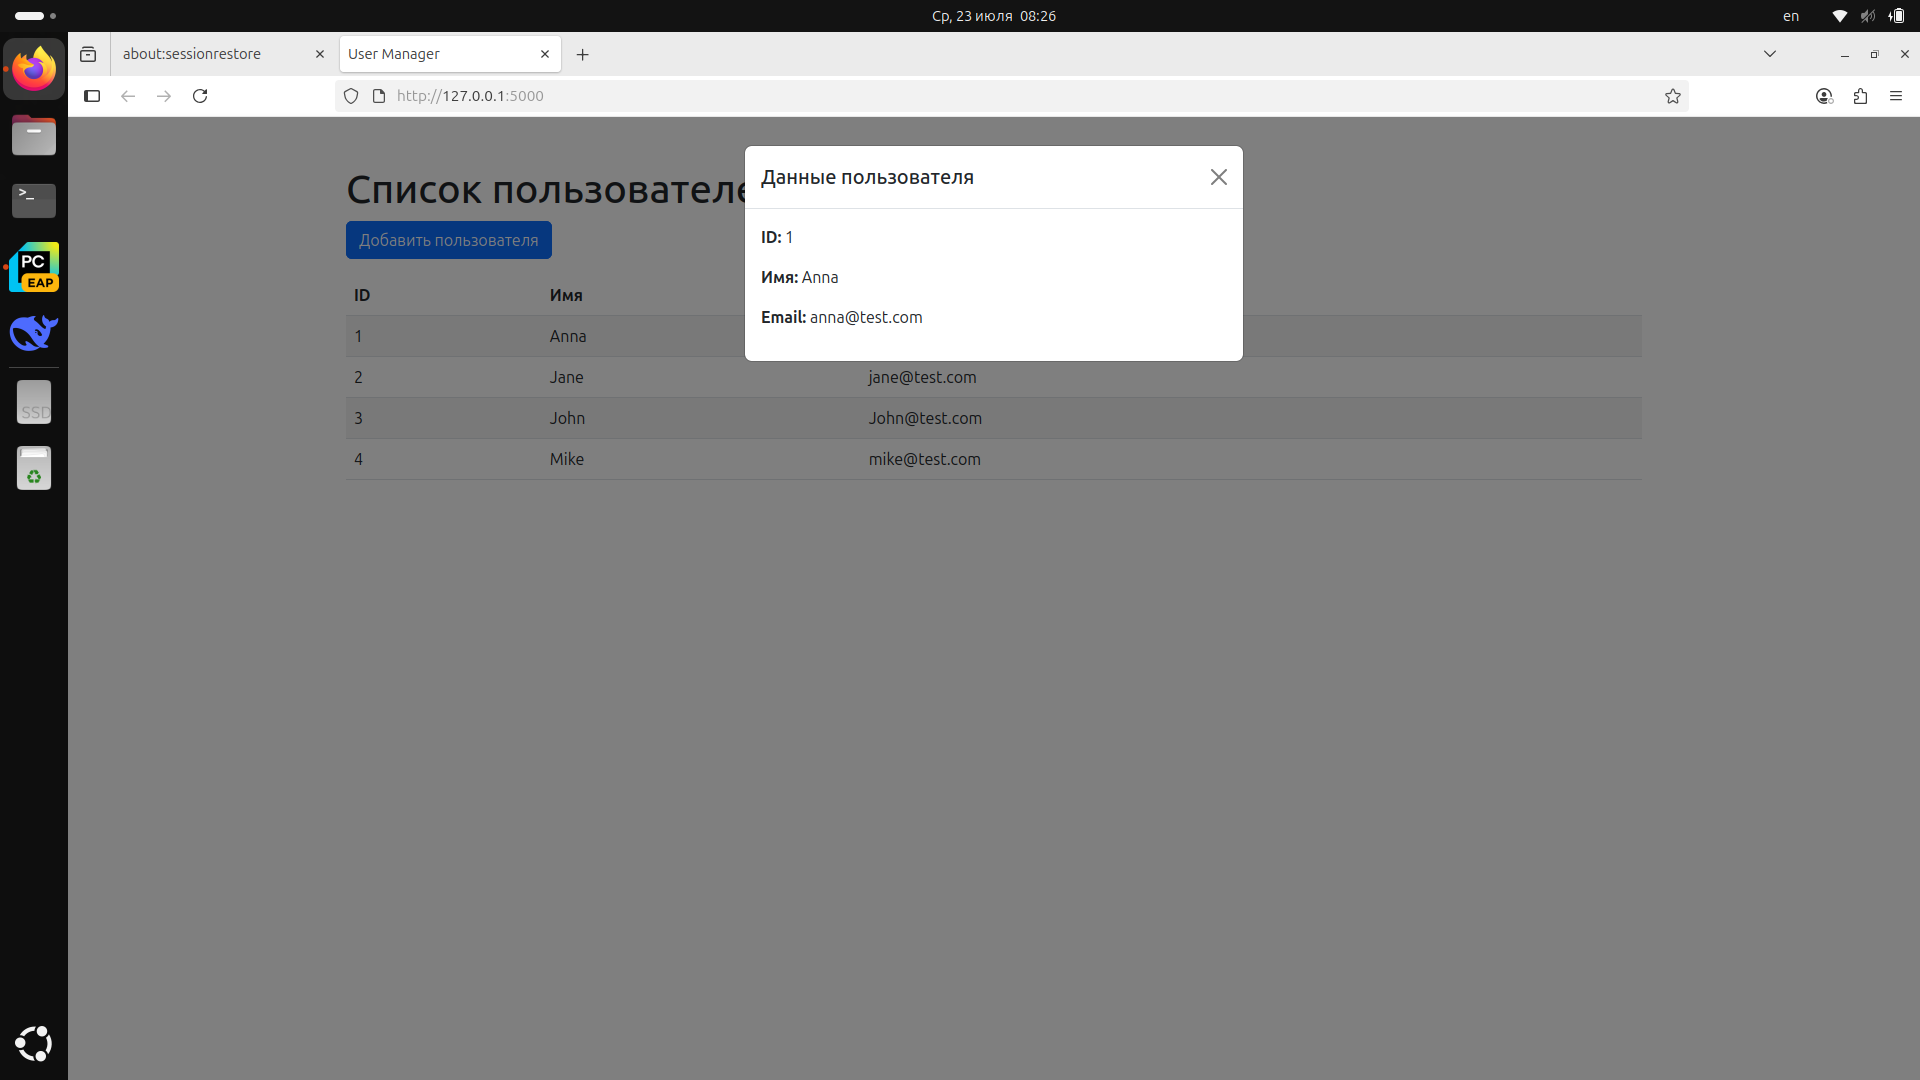 Ср, 23 июля 08:26
en
about:sessionrestore
User Manager
http://127.0.0.1:5000
Данные пользователя
Список пользователе
ID: 1
Добавить пользователя
Имя: Anna
ID Имя
Email: anna@test.com
1 Anna
2 Jane jane@test.com
3 John John@test.com
4 Mike mike@test.com
>_
PC
EAP
SSD